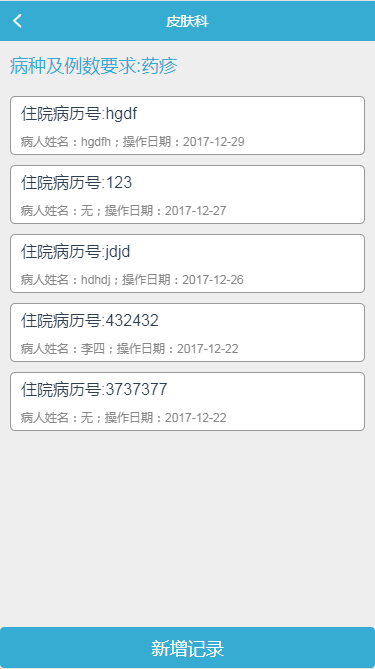 皮肤科
病种及例数要求:药疹
住院病历号:hgdf
病人姓名：hgdfh；操作日期：2017-12-29
住院病历号:123
病人姓名：无；操作日期：2017-12-27
住院病历号:jdjd
病人姓名：hdhdj；操作日期：2017-12-26
住院病历号:432432
病人姓名：李四；操作日期：2017-12-22
住院病历号:3737377
病人姓名：无；操作日期：2017-12-22
新增记录